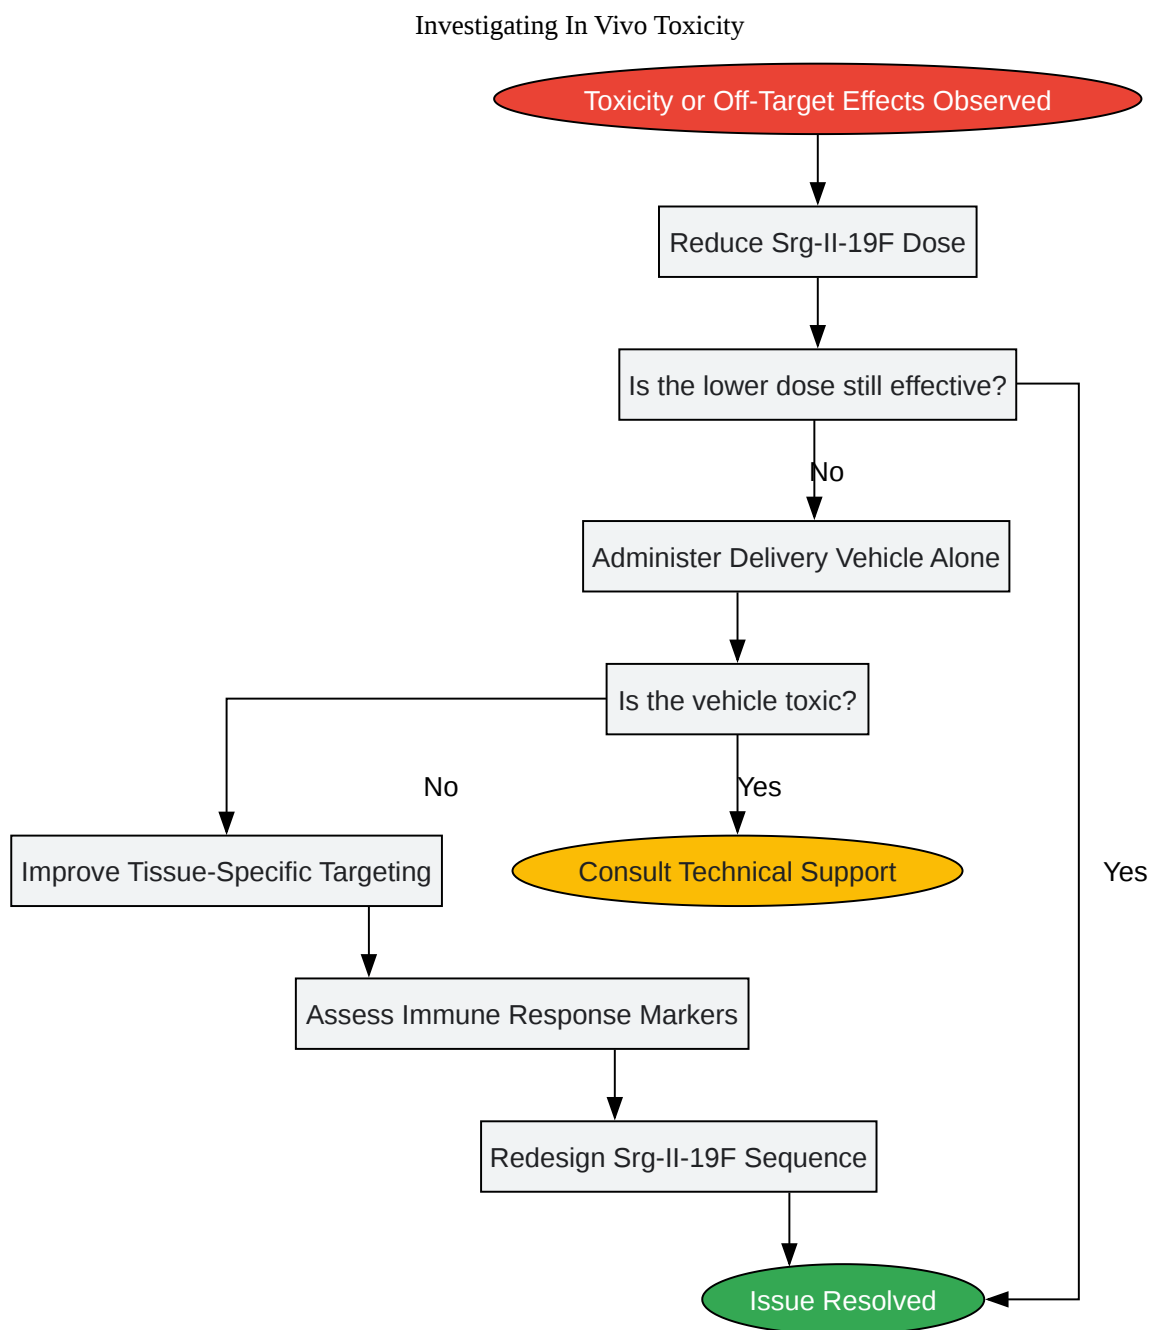 Investigating In Vivo Toxicity
Toxicity or Off-Target Effects Observed
Reduce Srg-II-19F Dose
Is the lower dose still effective?
No
Administer Delivery Vehicle Alone
Is the vehicle toxic?
No
Yes
Improve Tissue-Specific Targeting
Consult Technical Support
Yes
Assess Immune Response Markers
Redesign Srg-II-19F Sequence
Issue Resolved